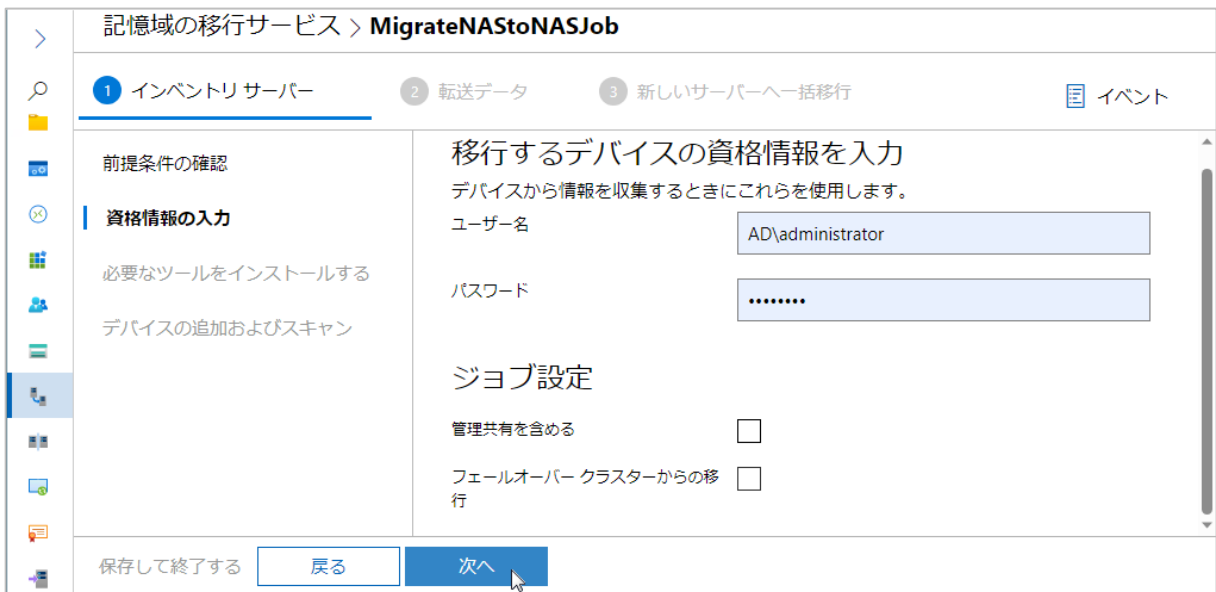 記憶域の移行サービス > MigrateNAStoNASJob
1 インベントリ サーバー
2 転送データ
3 新しいサーバーへ一括移行
イベント
前提条件の確認
資格情報の入力
必要なツールをインストールする
デバイスの追加およびスキャン
移行するデバイスの資格情報を入力
デバイスから情報を収集するときにこれらを使用します。
ユーザー名
AD\administrator
パスワード
••••••••
ジョブ設定
管理共有を含める
フェールオーバー クラスターからの移
行
保存して終了する
戻る
次へ